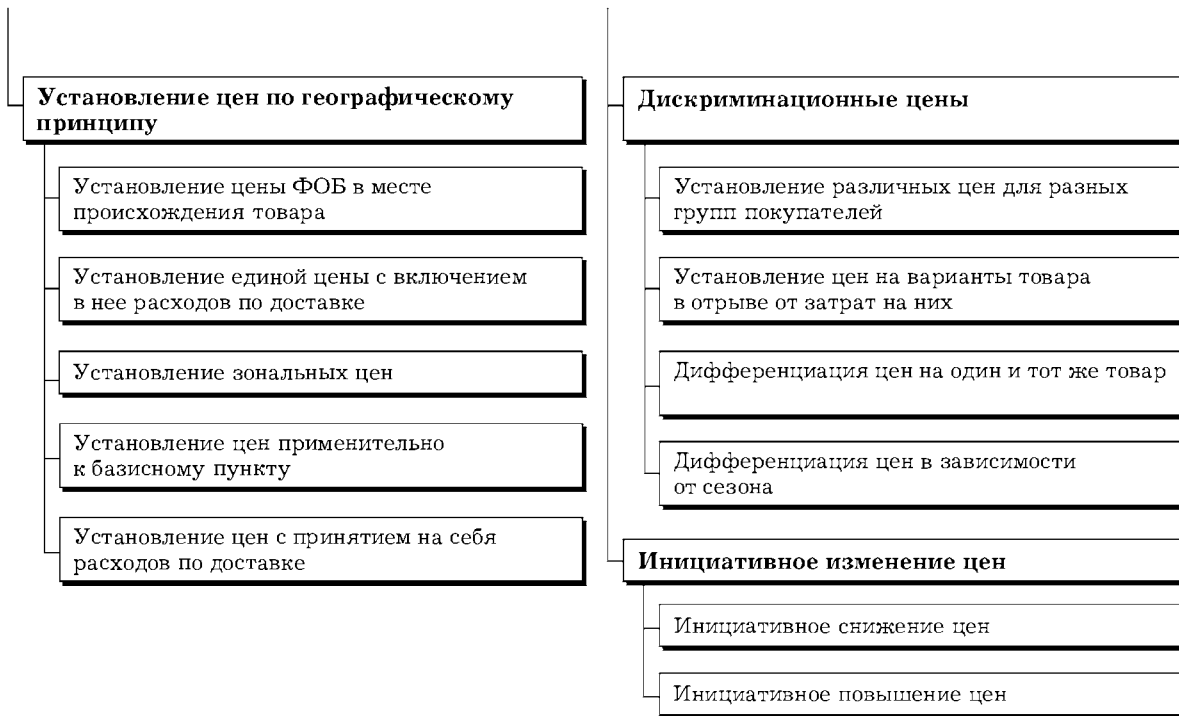 Установление цен по географическому
принципу
Установление цены ФОБ в месте
происхождения товара
Установление единой цены с включением
в нее расходов по доставке
Установление зональных цен
Установление цен применительно
к базисному пункту
Установление цен с принятием на себя
расходов по доставке
Дискриминационные цены
Установление различных цен для разных
групп покупателей
Установление цен на варианты товара
в отрыве от затрат на них
Дифференциация цен на один и тот же товар
Дифференциация цен в зависимости
от сезона
Инициативное изменение цен
Инициативное снижение цен
Инициативное повышение цен